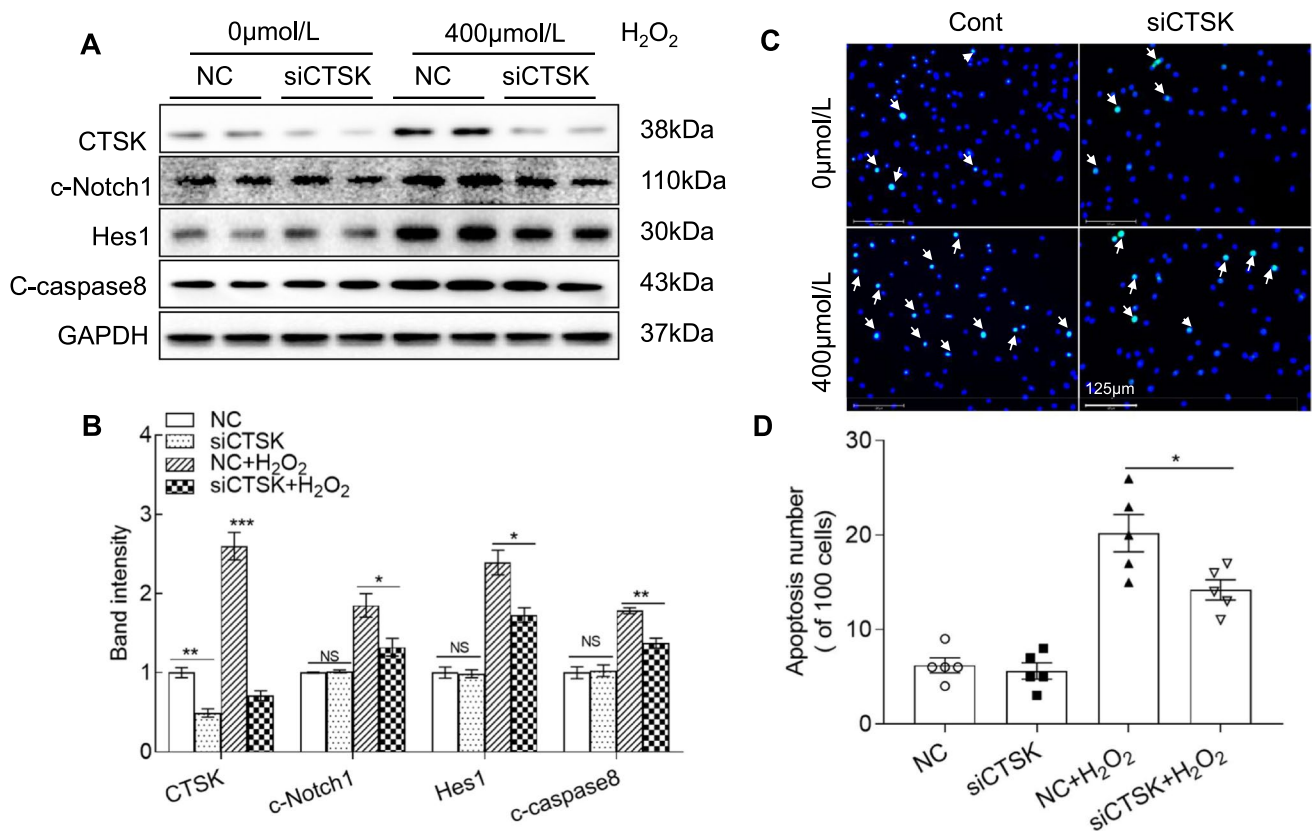 A
0μmol/L 400μmol/L H₂O₂
NC siCTSK NC siCTSK
CTSK 38kDa
c-Notch1 110kDa
Hes1 30kDa
C-caspase8 43kDa
GAPDH 37kDa
B
NC
siCTSK
NC+H₂O₂
siCTSK+H₂O₂
Band intensity
4
3
2
1
0
**
***
NS
*
NS
*
NS
**
CTSK
c-Notch1
Hes1
c-caspase8
C
Cont siCTSK
0μmol/L
400μmol/L
125μm
D
Apoptosis number
( of 100 cells)
30
20
10
0
*
NC
siCTSK
NC+H₂O₂
siCTSK+H₂O₂